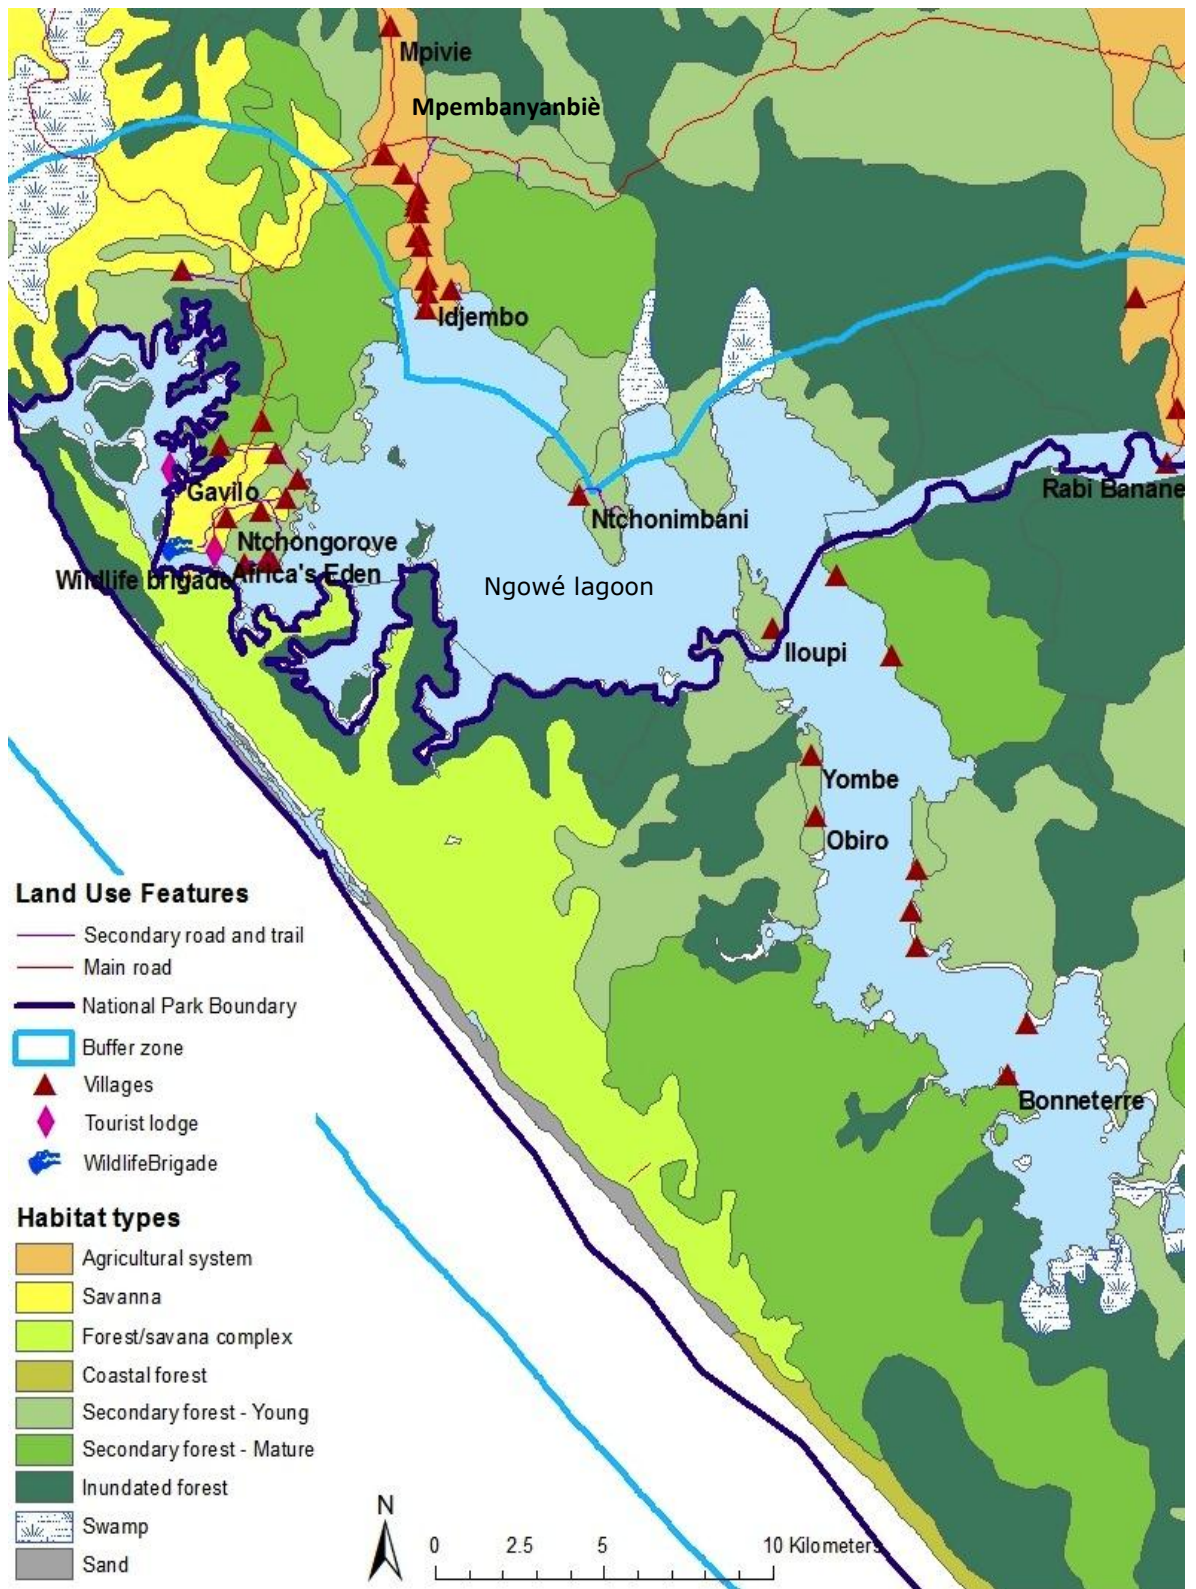 Mpivie
Mpembanyanbiè
Idjembo
Gavilo
Rabi Banane
Ntchonimbani
Ntchongorove
Wildlife brigade
Africa's Eden
Ngowé lagoon
Iloupi
Yombe
Obiro
Bonneterre
Land Use Features
Secondary road and trail
Main road
National Park Boundary
Buffer zone
Villages
Tourist lodge
WildlifeBrigade
Habitat types
Agricultural system
Savanna
Forest/savana complex
Coastal forest
Secondary forest - Young
Secondary forest - Mature
Inundated forest
Swamp
Sand
N
0 2.5 5 10 Kilometers